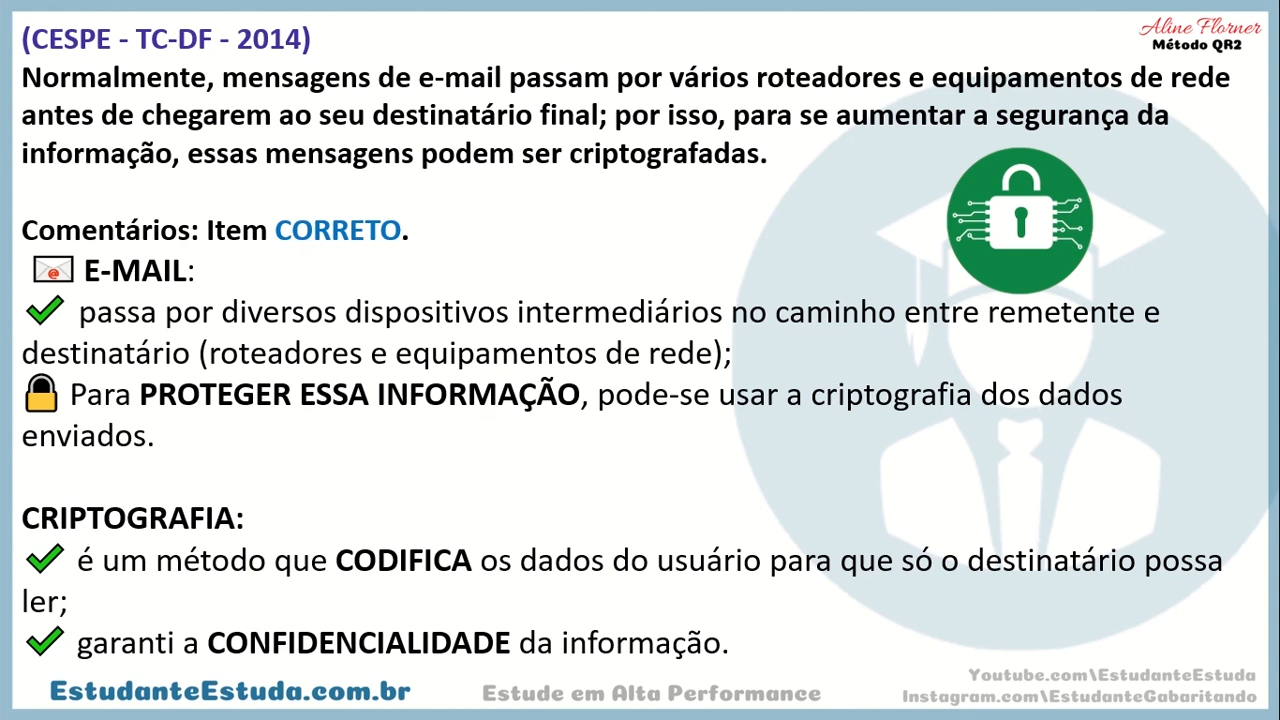 (CESPE - TC-DF - 2014)
Aline Florner
Método QR2
Normalmente, mensagens de e-mail passam por vários roteadores e equipamentos de rede
antes de chegarem ao seu destinatário final; por isso, para se aumentar a segurança da
informação, essas mensagens podem ser criptografadas.
Comentários: Item CORRETO.
E-MAIL:
passa por diversos dispositivos intermediários no caminho entre remetente e
destinatário (roteadores e equipamentos de rede);
Para PROTEGER ESSA INFORMAÇÃO, pode-se usar a criptografia dos dados
enviados.
CRIPTOGRAFIA:
é um método que CODIFICA os dados do usuário para que só o destinatário possa
ler;
garanti a CONFIDENCIALIDADE da informação.
EstudanteEstuda.com.br
Estude em Alta Performance
Youtube.com\EstudanteEstuda
Instagram.com\EstudanteGabaritando